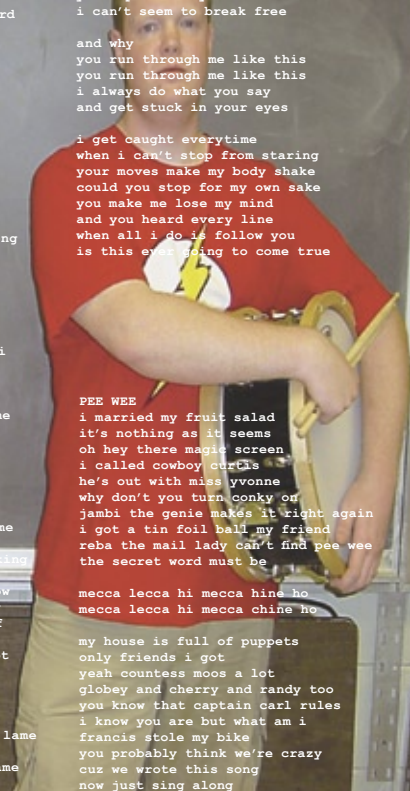 rd
i can't seem to break free
and why
you run through me like this
you run through me like this
i always do what you say
and get stuck in your eyes
i get caught everytime
when i can't stop from staring
your moves make my body shake
could you stop for my own sake
you make me lose my mind
and you heard every line
ng
when all i do is follow you
is this ever going to come true
i
PEE WEE
ne
i married my fruit salad
it's nothing as it seems
oh hey there magic screen
i called cowboy curtis
he's out with miss yvonne
why don't you turn conky on
jambi the genie makes it right again
me
i got a tin foil ball my friend
reba the mail lady can't find pee wee
cing
the secret word must be
ow
mecca lecca hi mecca hine ho
mecca lecca hi mecca chine ho
f
my house is full of puppets
t
only friends i got
yeah countess moos a lot
globey and cherry and randy too
you know that captain carl rules
i know you are but what am i
lame
francis stole my bike
you probably think we're crazy
ame
cuz we wrote this song
now just sing along